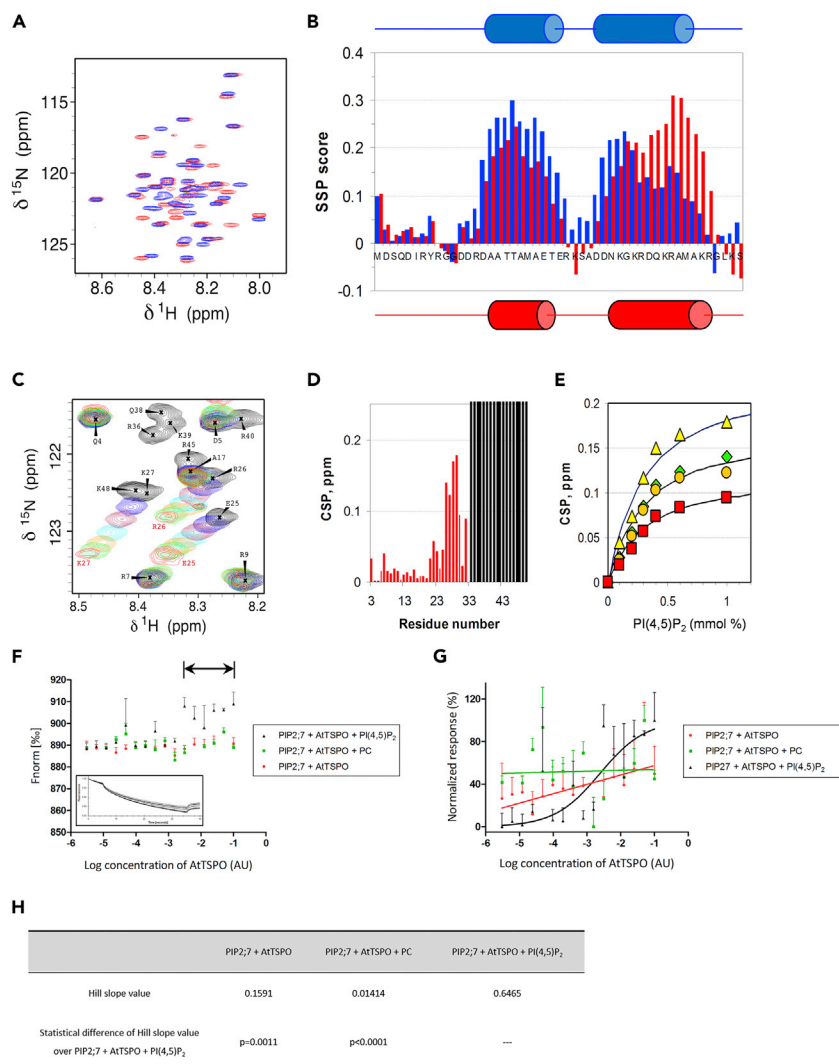 A
δ ¹⁵N (ppm)
115
120
125
8.6 8.4 8.2 8.0
δ ¹H (ppm)
B
SSP score
0.4
0.3
0.2
0.1
0
-0.1
M D S Q D I R Y R G G D D R D A A T T A M A E T E R K S A D D N K G K R D Q K R A M A K R G L K S
C
δ ¹⁵N (ppm)
122
123
Q38
R36
K39
Q4
D5
R40
R45
A17
K27
R26
K48
E25
R26
K27
E25
R7
R9
8.5 8.4 8.3 8.2
δ ¹H (ppm)
D
CSP, ppm
0.2
0
3 13 23 33 43
Residue number
E
CSP, ppm
0.2
0.15
0.1
0.05
0
0 0.5 1
PI(4,5)P₂ (mmol %)
F
Fnorm [‰]
920
910
900
890
880
870
860
850
-6 -5 -4 -3 -2 -1 0
Log concentration of AtTSPO (AU)
PIP2;7 + AtTSPO + PI(4,5)P₂
PIP2;7 + AtTSPO + PC
PIP2;7 + AtTSPO
G
Normalized response (%)
120
80
40
0
-6 -5 -4 -3 -2 -1 0
Log concentration of AtTSPO (AU)
PIP2;7 + AtTSPO
PIP2;7 + AtTSPO + PC
PIP27 + AtTSPO + PI(4,5)P₂
H
PIP2;7 + AtTSPO PIP2;7 + AtTSPO + PC PIP2;7 + AtTSPO + PI(4,5)P₂
Hill slope value 0.1591 0.01414 0.6465
Statistical difference of Hill slope value
over PIP2;7 + AtTSPO + PI(4,5)P₂ p=0.0011 p<0.0001 ---